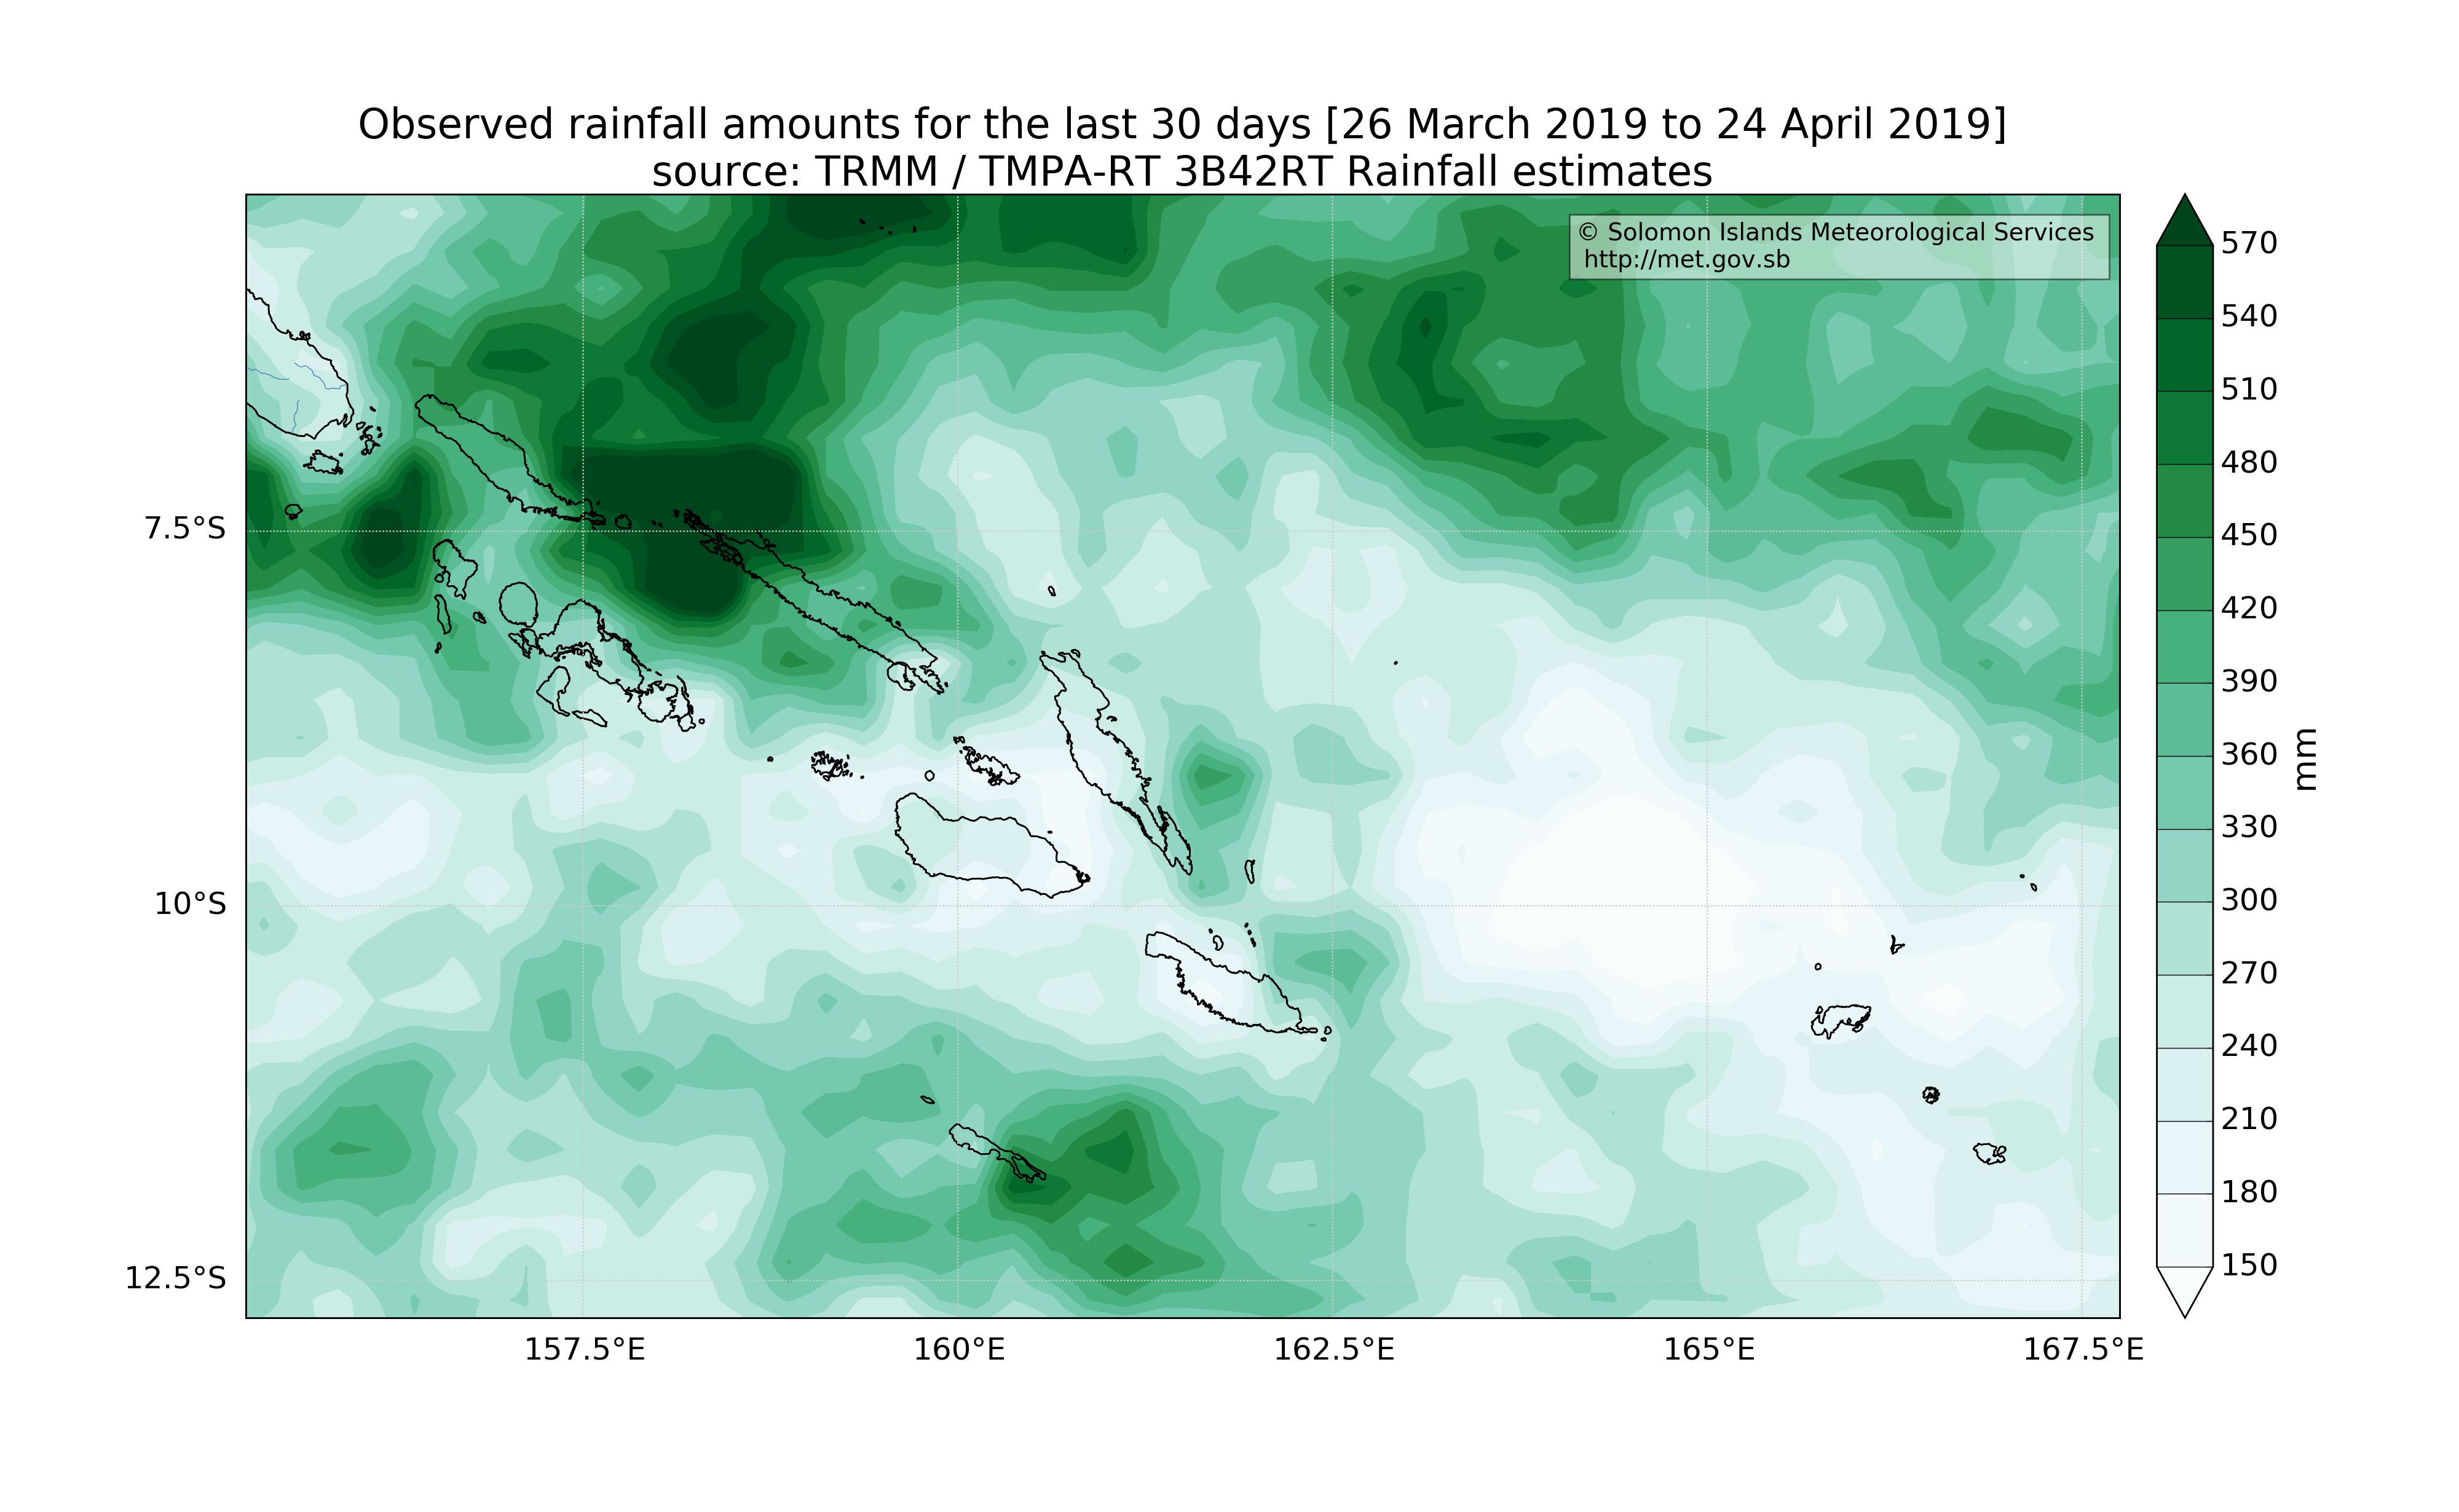 Observed rainfall amounts for the last 30 days [26 March 2019 to 24 April 2019]
source: TRMM / TMPA-RT 3B42RT Rainfall estimates
© Solomon Islands Meteorological Services
http://met.gov.sb
7.5°S
10°S
12.5°S
157.5°E
160°E
162.5°E
165°E
167.5°E
570
540
510
480
450
420
390
360
330
300
270
240
210
180
150
mm